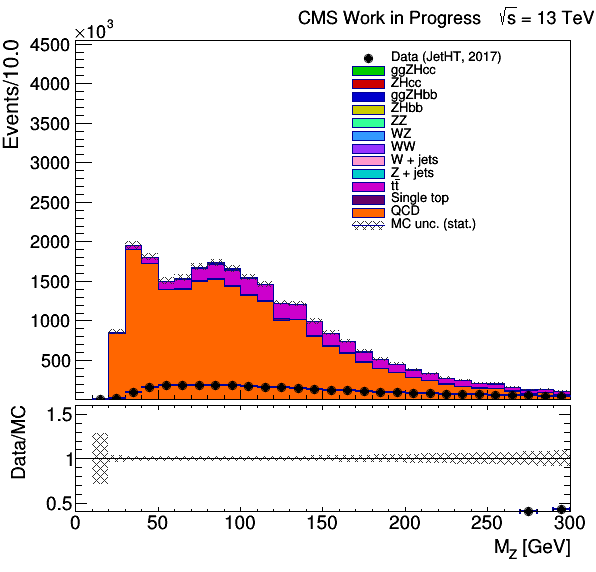 CMS Work in Progress √s = 13 TeV
×10³
Events/10.0
4500
4000
3500
3000
2500
2000
1500
1000
500
Data (JetHT, 2017)
ggZHcc
ZHcc
ggZHbb
ZHbb
ZZ
WZ
WW
W + jets
Z + jets
tt̄
Single top
QCD
MC unc. (stat.)
Data/MC
1.5
1
0.5
0 50 100 150 200 250 300
M_Z [GeV]